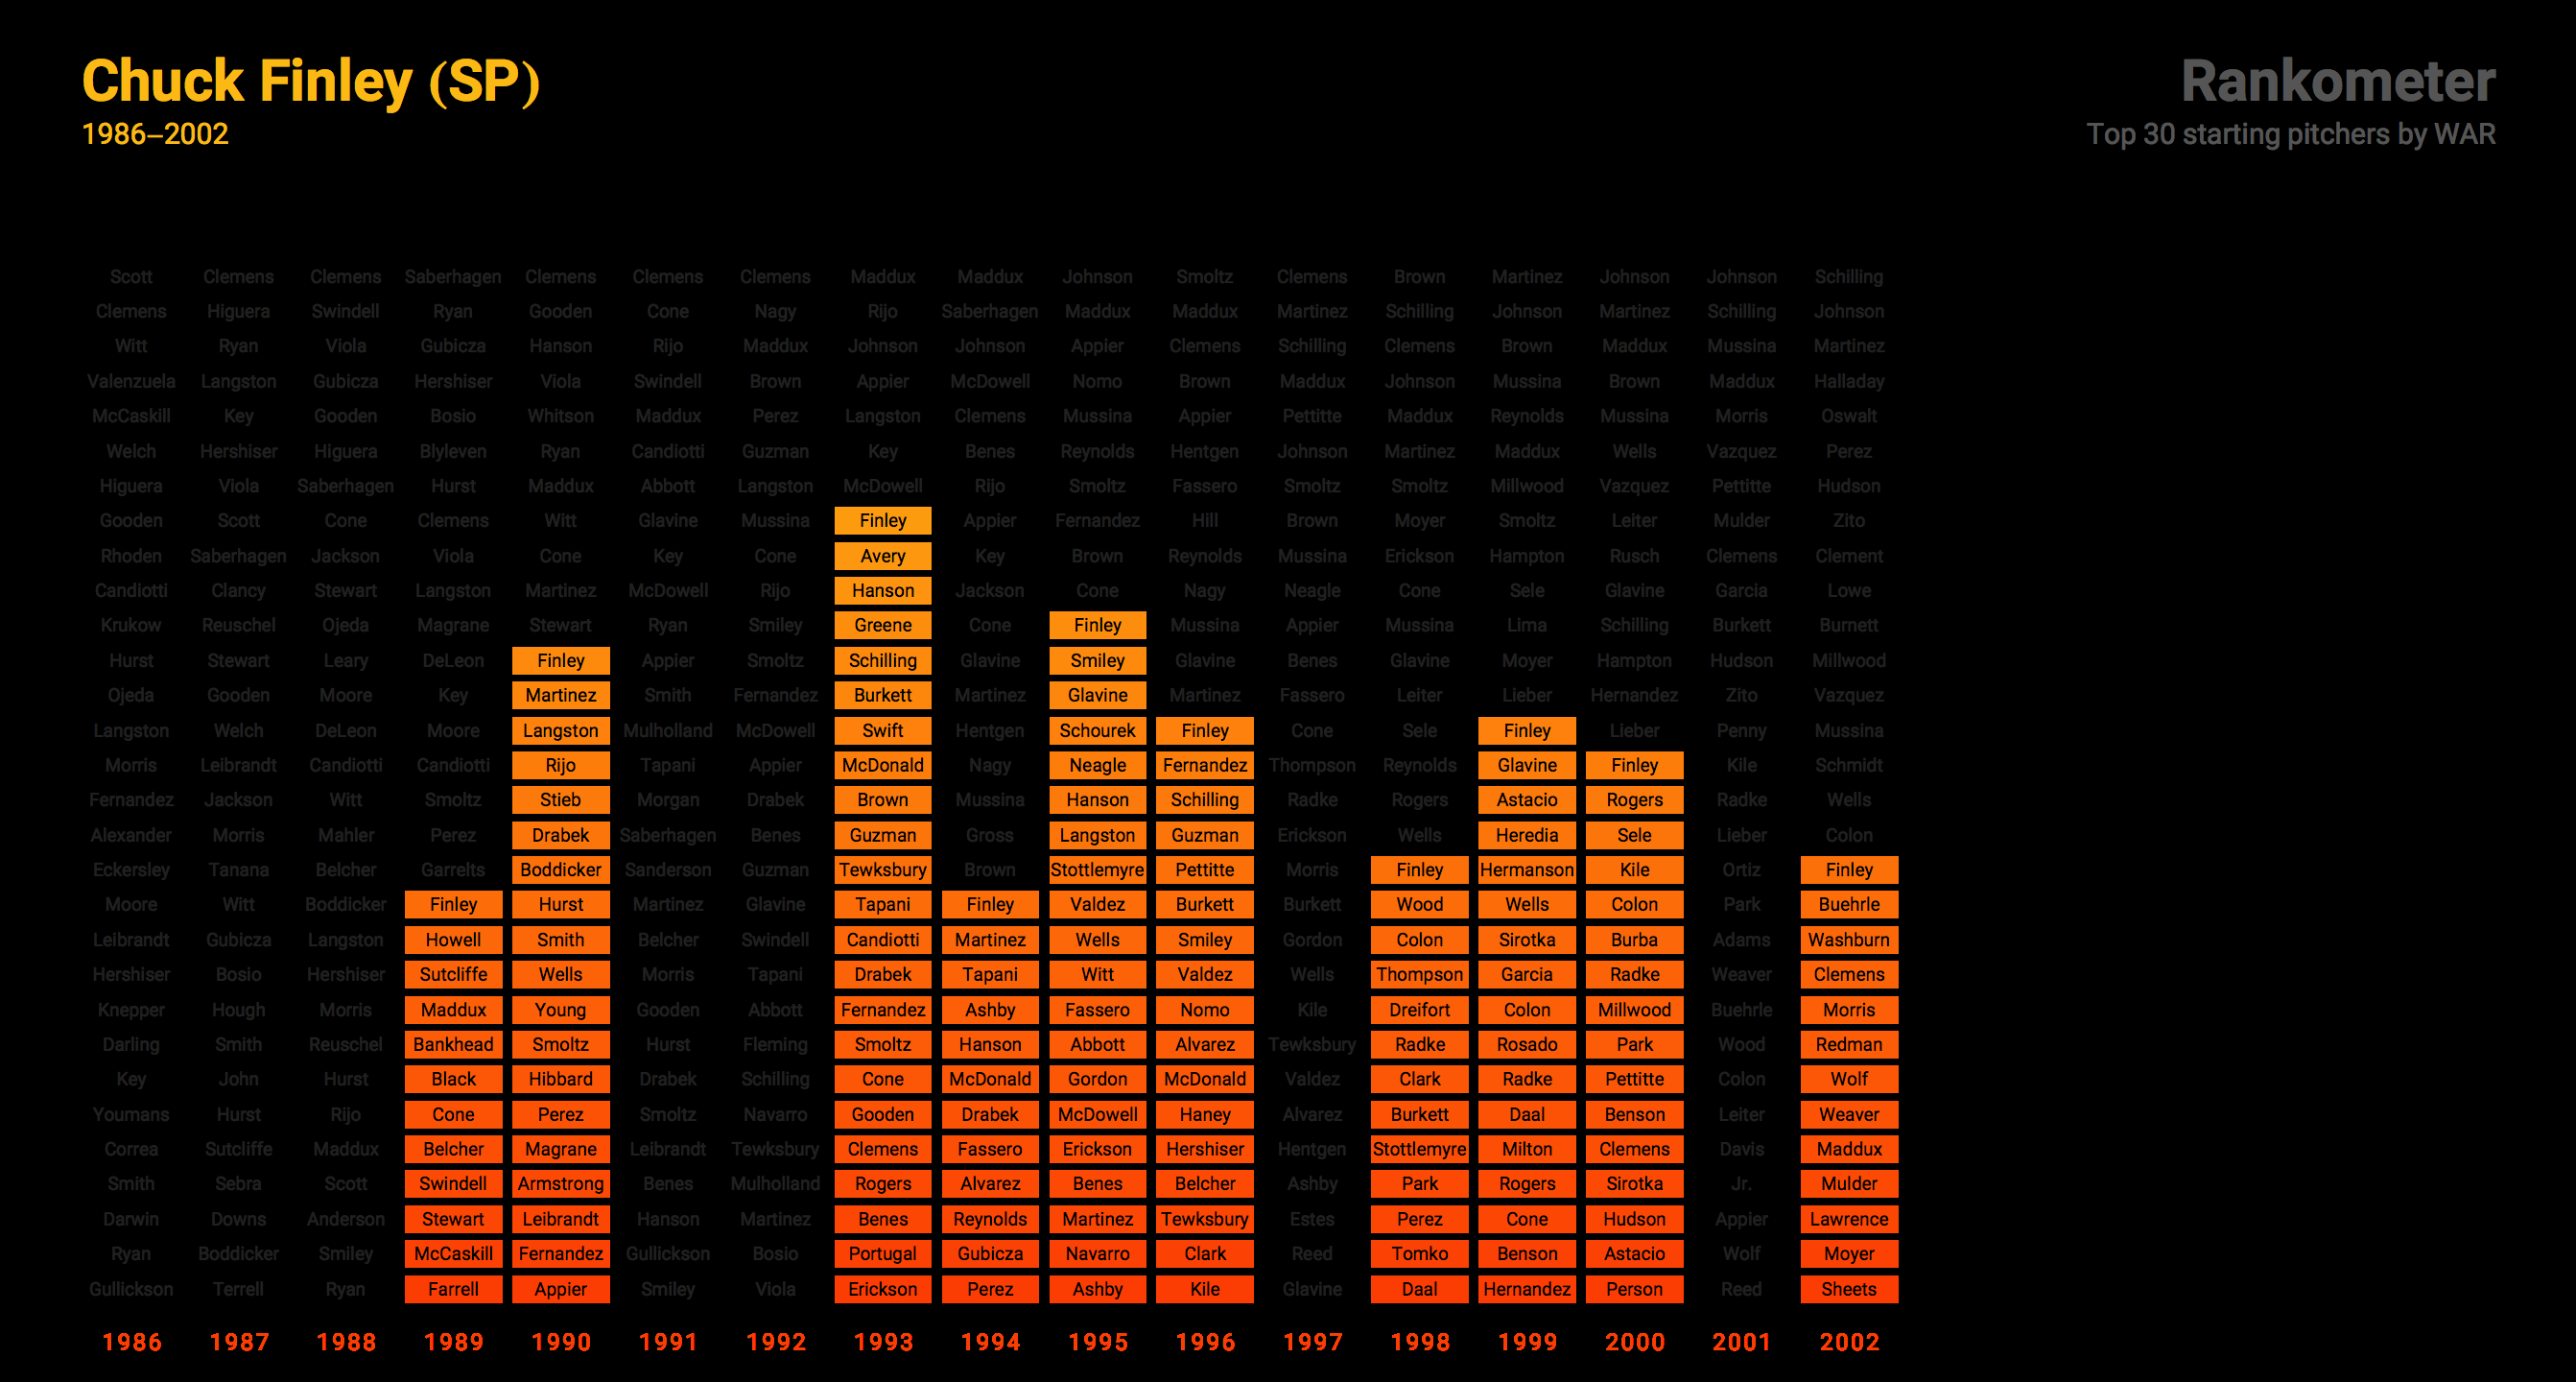 Chuck Finley (SP)
Rankometer
1986–2002
Top 30 starting pitchers by WAR
Scott Clemens Clemens Saberhagen Clemens Clemens Clemens Maddux Maddux Johnson Smoltz Clemens Brown Martinez Johnson Johnson Schilling
Clemens Higuera Swindell Ryan Gooden Cone Nagy Rijo Saberhagen Maddux Maddux Martinez Schilling Johnson Martinez Schilling Johnson
Witt Ryan Viola Gubicza Hanson Rijo Maddux Johnson Johnson Appier Clemens Schilling Clemens Brown Maddux Mussina Martinez
Valenzuela Langston Gubicza Hershiser Viola Swindell Brown Appier McDowell Nomo Brown Maddux Johnson Mussina Brown Maddux Halladay
McCaskill Key Gooden Bosio Whitson Maddux Perez Langston Clemens Mussina Appier Pettitte Maddux Reynolds Mussina Morris Oswalt
Welch Hershiser Higuera Blyleven Ryan Candiotti Guzman Key Benes Reynolds Hentgen Johnson Martinez Maddux Wells Vazquez Perez
Higuera Viola Saberhagen Hurst Maddux Abbott Langston McDowell Rijo Smoltz Fassero Smoltz Smoltz Millwood Vazquez Pettitte Hudson
Gooden Scott Cone Clemens Witt Glavine Mussina Finley Appier Fernandez Hill Brown Moyer Smoltz Leiter Mulder Zito
Rhoden Saberhagen Jackson Viola Cone Key Cone Avery Key Brown Reynolds Mussina Erickson Hampton Rusch Clemens Clement
Candiotti Clancy Stewart Langston Martinez McDowell Rijo Hanson Jackson Cone Nagy Neagle Cone Sele Glavine Garcia Lowe
Krukow Reuschel Ojeda Magrane Stewart Ryan Smiley Greene Cone Finley Mussina Appier Mussina Lima Schilling Burkett Burnett
Hurst Stewart Leary DeLeon Finley Appier Smoltz Schilling Glavine Smiley Glavine Benes Glavine Moyer Hampton Hudson Millwood
Ojeda Gooden Moore Key Martinez Smith Fernandez Burkett Martinez Glavine Martinez Fassero Leiter Lieber Hernandez Zito Vazquez
Langston Welch DeLeon Moore Langston Mulholland McDowell Swift Hentgen Schourek Finley Cone Sele Finley Lieber Penny Mussina
Morris Leibrandt Candiotti Candiotti Rijo Tapani Appier McDonald Nagy Neagle Fernandez Thompson Reynolds Glavine Finley Kile Schmidt
Fernandez Jackson Witt Smoltz Stieb Morgan Drabek Brown Mussina Hanson Schilling Radke Rogers Astacio Rogers Radke Wells
Alexander Morris Mahler Perez Drabek Saberhagen Benes Guzman Gross Langston Guzman Erickson Wells Heredia Sele Lieber Colon
Eckersley Tanana Belcher Garrelts Boddicker Sanderson Guzman Tewksbury Brown Stottlemyre Pettitte Morris Finley Hermanson Kile Ortiz Finley
Moore Witt Boddicker Finley Hurst Martinez Glavine Tapani Finley Valdez Burkett Burkett Wood Wells Colon Park Buehrle
Leibrandt Gubicza Langston Howell Smith Belcher Swindell Candiotti Martinez Wells Smiley Gordon Colon Sirotka Burba Adams Washburn
Hershiser Bosio Hershiser Sutcliffe Wells Morris Tapani Drabek Tapani Witt Valdez Wells Thompson Garcia Radke Weaver Clemens
Knepper Hough Morris Maddux Young Gooden Abbott Fernandez Ashby Fassero Nomo Kile Dreifort Colon Millwood Buehrle Morris
Darling Smith Reuschel Bankhead Smoltz Hurst Fleming Smoltz Hanson Abbott Alvarez Tewksbury Radke Rosado Park Wood Redman
Key John Hurst Black Hibbard Drabek Schilling Cone McDonald Gordon McDonald Valdez Clark Radke Pettitte Colon Wolf
Youmans Hurst Rijo Cone Perez Smoltz Navarro Gooden Drabek McDowell Haney Alvarez Burkett Daal Benson Leiter Weaver
Correa Sutcliffe Maddux Belcher Magrane Leibrandt Tewksbury Clemens Fassero Erickson Hershiser Hentgen Stottlemyre Milton Clemens Davis Maddux
Smith Sebra Scott Swindell Armstrong Benes Mulholland Rogers Alvarez Benes Belcher Ashby Park Rogers Sirotka Jr. Mulder
Darwin Downs Anderson Stewart Leibrandt Hanson Martinez Benes Reynolds Martinez Tewksbury Estes Perez Cone Hudson Appier Lawrence
Ryan Boddicker Smiley McCaskill Fernandez Gullickson Bosio Portugal Gubicza Navarro Clark Reed Tomko Benson Astacio Wolf Moyer
Gullickson Terrell Ryan Farrell Appier Smiley Viola Erickson Perez Ashby Kile Glavine Daal Hernandez Person Reed Sheets
1986 1987 1988 1989 1990 1991 1992 1993 1994 1995 1996 1997 1998 1999 2000 2001 2002